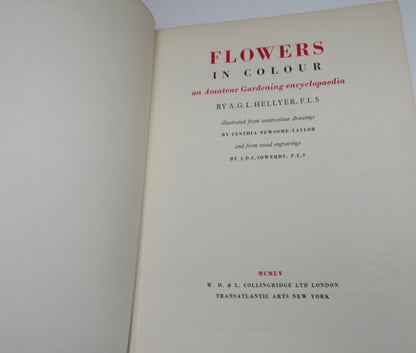 FLOWERS
IN COLOUR
an Amateur Gardening encyclopaedia
BY A.G.L. HELLYER, F.L.S
illustrated from watercolour drawings
BY CYNTHIA NEWSOME-TAYLOR
and from wood engravings
BY J.D.C. SOWERBY, F.L.S
MCMLV
W. H. & L. COLLINGRIDGE LTD LONDON
TRANSATLANTIC ARTS NEW YORK